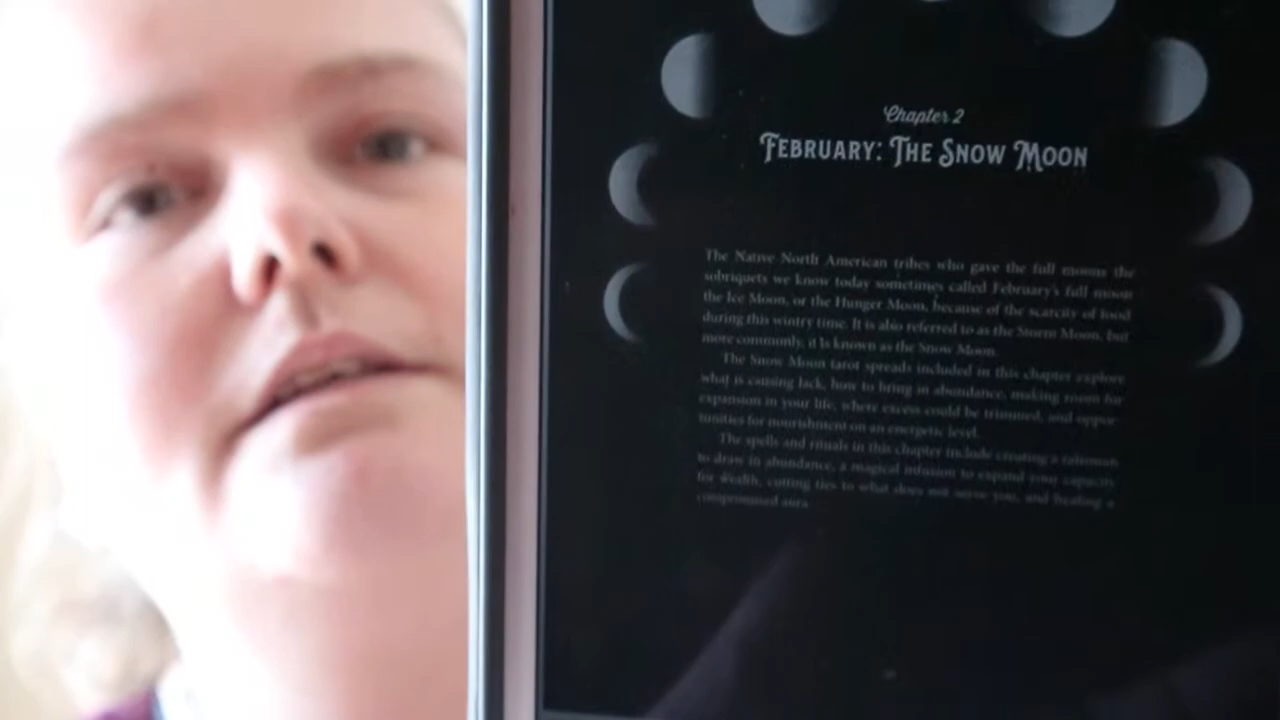 Chapter 2
February: The Snow Moon
The Native North American tribes who gave the full moons the
sobriquets we know today sometimes called February's full moon
the Ice Moon, or the Hunger Moon, because of the scarcity of food
during this wintry time. It is also referred to as the Storm Moon, but
more commonly, it is known as the Snow Moon.
The Snow Moon tarot spreads included in this chapter explore
what is causing lack, how to bring in abundance, making room for
expansion in your life, where excess could be trimmed, and oppor-
tunities for nourishment on an energetic level.
The spells and rituals in this chapter include creating a talisman
to draw in abundance, a magical infusion to expand your capacity
for wealth, cutting ties to what does not serve you, and healing a
compromised aura.